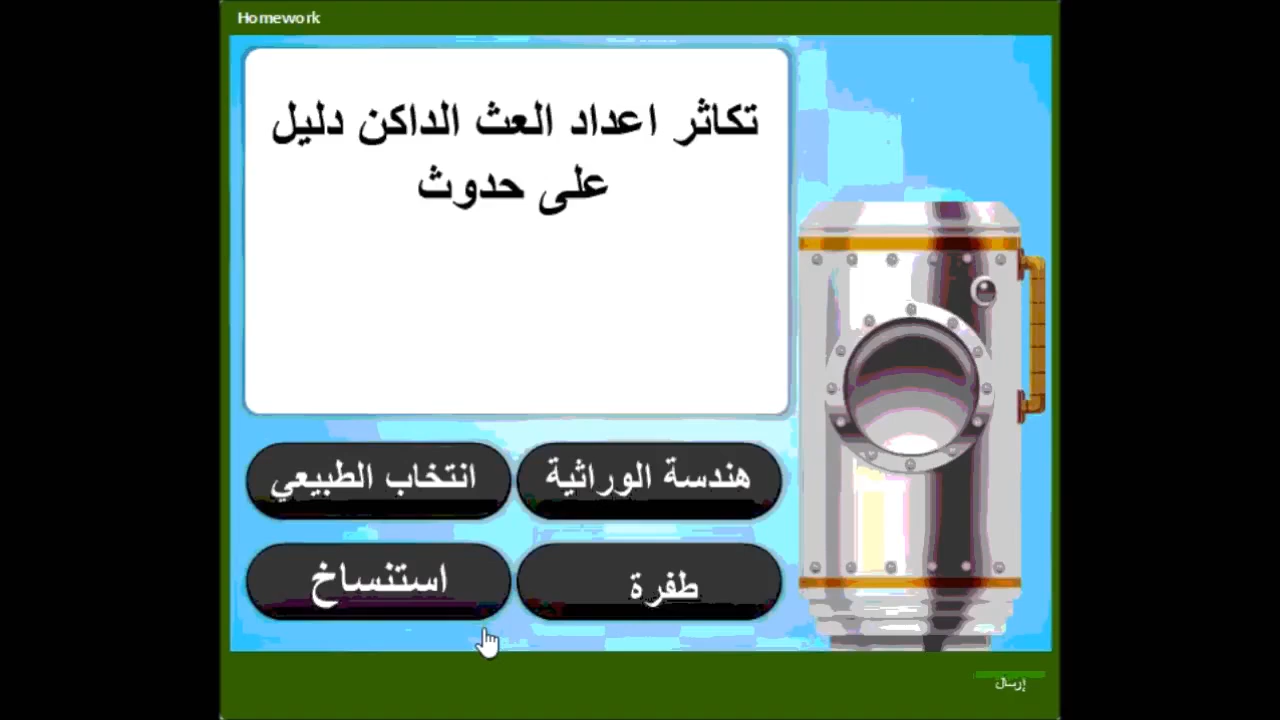 Homework
تكاثر اعداد العث الداكن دليل
على حدوث
هندسة الوراثية
انتخاب الطبيعي
طفرة
استنساخ
إرسال